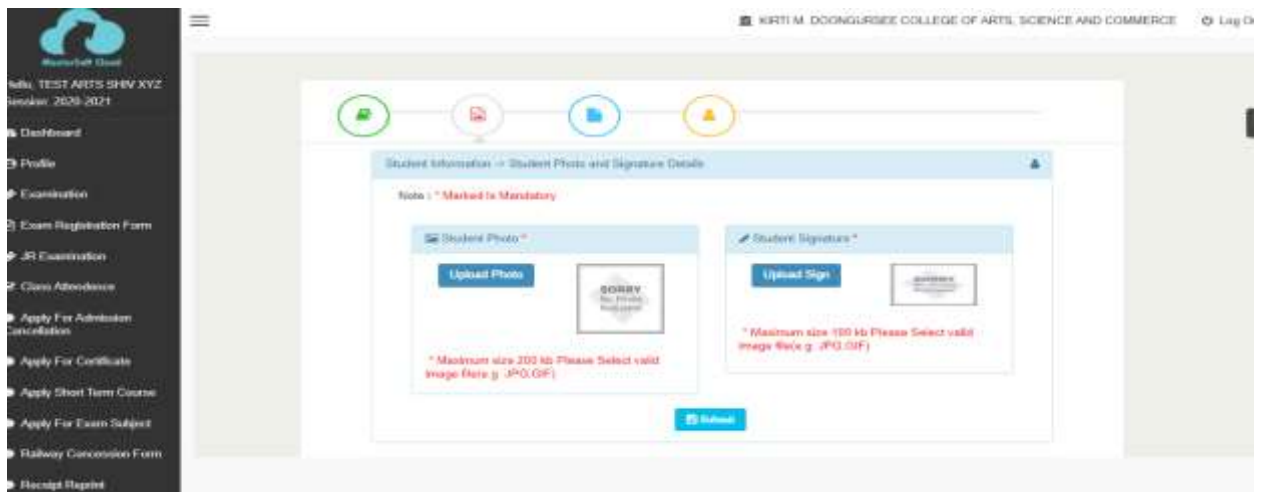 KIRTI M. DOONGURSEE COLLEGE OF ARTS, SCIENCE AND COMMERCE
Log O
MasterSoft Cloud
Hello, TEST ARTS SHIV XYZ
Session: 2020-2021
Dashboard
Profile
Examination
Exam Registration Form
JR Examination
Class Attendence
Apply For Admission
Cancellation
Apply For Certificate
Apply Short Term Course
Apply For Exam Subject
Railway Concession Form
Receipt Reprint
Student Information -> Student Photo and Signature Details
Note : * Marked Is Mandatory
Student Photo *
Upload Photo
SORRY
* Maximum size 200 kb Please Select valid
image file(e.g. JPG,GIF)
Student Signature *
Upload Sign
* Maximum size 100 kb Please Select valid
image file(e.g. JPG,GIF)
Submit